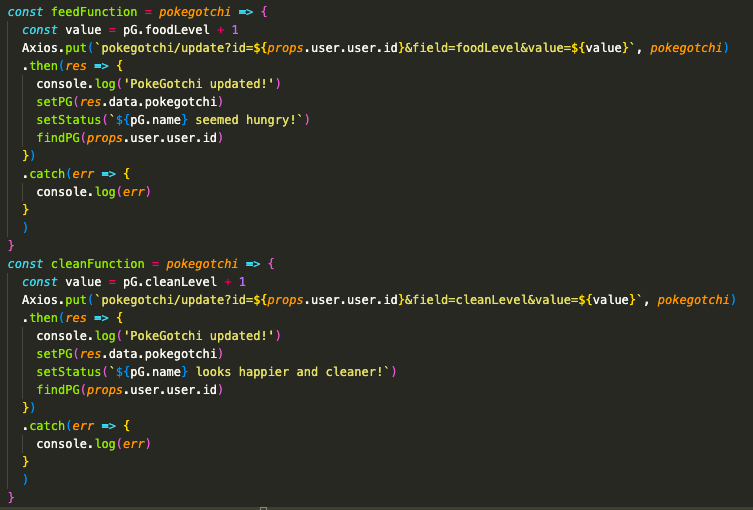 const feedFunction = pokegotchi => {
  const value = pG.foodLevel + 1
  Axios.put(`pokegotchi/update?id=${props.user.user.id}&field=foodLevel&value=${value}`, pokegotchi)
  .then(res => {
    console.log('PokeGotchi updated!')
    setPG(res.data.pokegotchi)
    setStatus(`${pG.name} seemed hungry!`)
    findPG(props.user.user.id)
  })
  .catch(err => {
    console.log(err)
  }
  )
}
const cleanFunction = pokegotchi => {
  const value = pG.cleanLevel + 1
  Axios.put(`pokegotchi/update?id=${props.user.user.id}&field=cleanLevel&value=${value}`, pokegotchi)
  .then(res => {
    console.log('PokeGotchi updated!')
    setPG(res.data.pokegotchi)
    setStatus(`${pG.name} looks happier and cleaner!`)
    findPG(props.user.user.id)
  })
  .catch(err => {
    console.log(err)
  }
  )
}